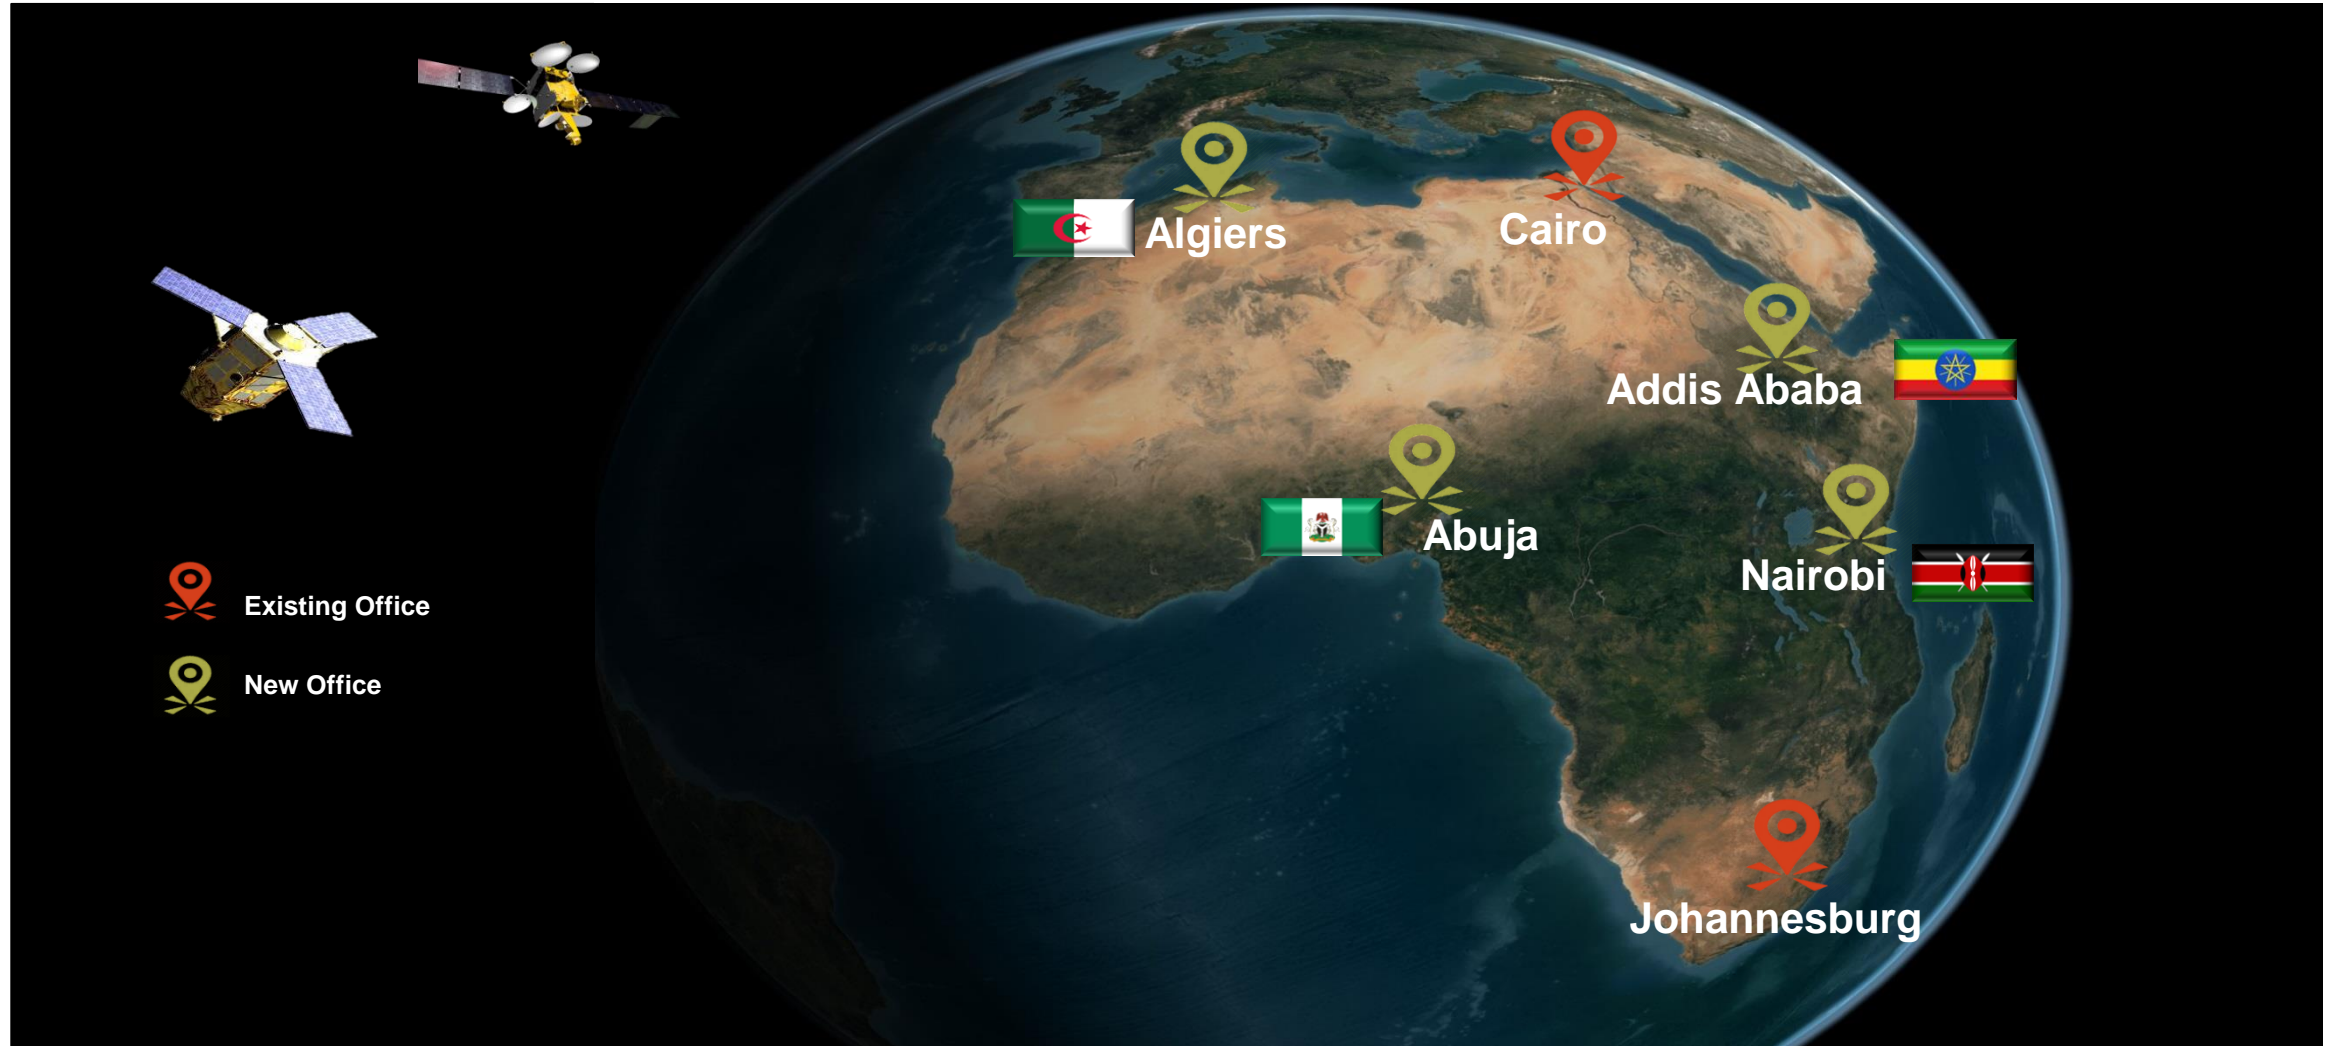 Algiers
Cairo
Addis Ababa
Abuja
Nairobi
Existing Office
New Office
Johannesburg